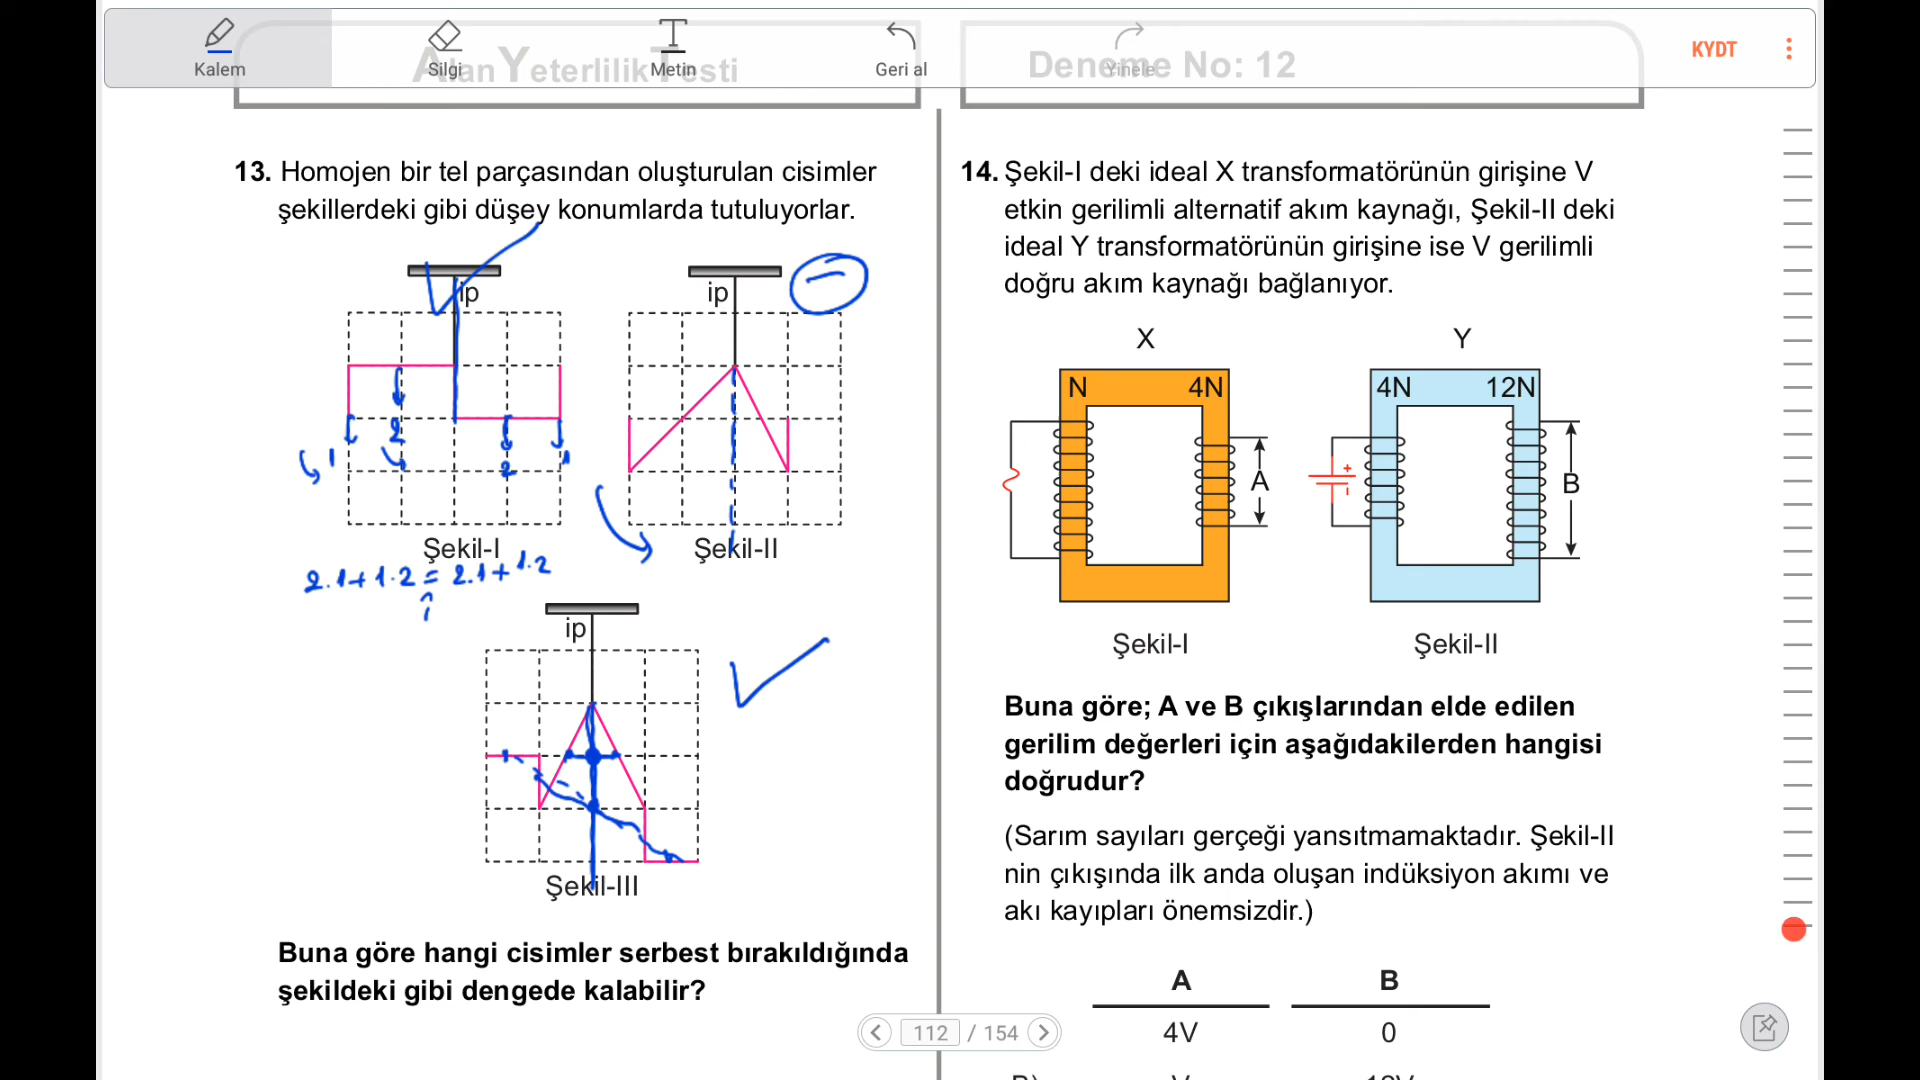 Kalem
Silgi
Metin
Geri al
Yinele
KYDT
Alan Yeterlilik Testi
Deneme No: 12
13. Homojen bir tel parçasından oluşturulan cisimler
şekillerdeki gibi düşey konumlarda tutuluyorlar.
ip
ip
1
2
2
1
Şekil-I
Şekil-II
2.1+1.2 = 2.1+1.2
ip
Şekil-III
Buna göre hangi cisimler serbest bırakıldığında
şekildeki gibi dengede kalabilir?
14. Şekil-I deki ideal X transformatörünün girişine V
etkin gerilimli alternatif akım kaynağı, Şekil-II deki
ideal Y transformatörünün girişine ise V gerilimli
doğru akım kaynağı bağlanıyor.
X
Y
N
4N
4N
12N
A
+
B
Şekil-I
Şekil-II
Buna göre; A ve B çıkışlarından elde edilen
gerilim değerleri için aşağıdakilerden hangisi
doğrudur?
(Sarım sayıları gerçeği yansıtmamaktadır. Şekil-II
nin çıkışında ilk anda oluşan indüksiyon akımı ve
akı kayıpları önemsizdir.)
A
B
4V
0
112 / 154